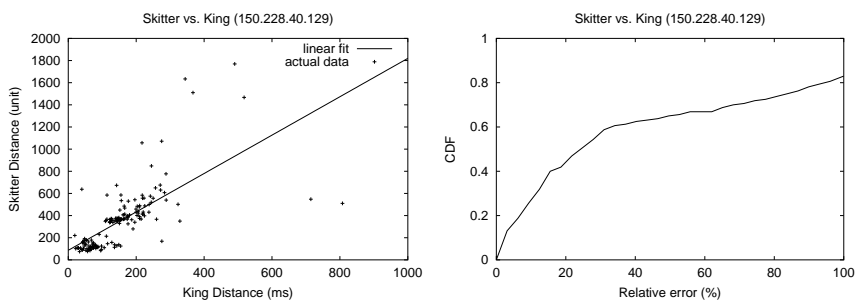 Skitter vs. King (150.228.40.129)
2000
1800
1600
1400
1200
1000
800
600
400
200
0
Skitter Distance (unit)
linear fit
actual data
0 200 400 600 800 1000
King Distance (ms)
Skitter vs. King (150.228.40.129)
1
0.8
0.6
0.4
0.2
0
CDF
0 20 40 60 80 100
Relative error (%)